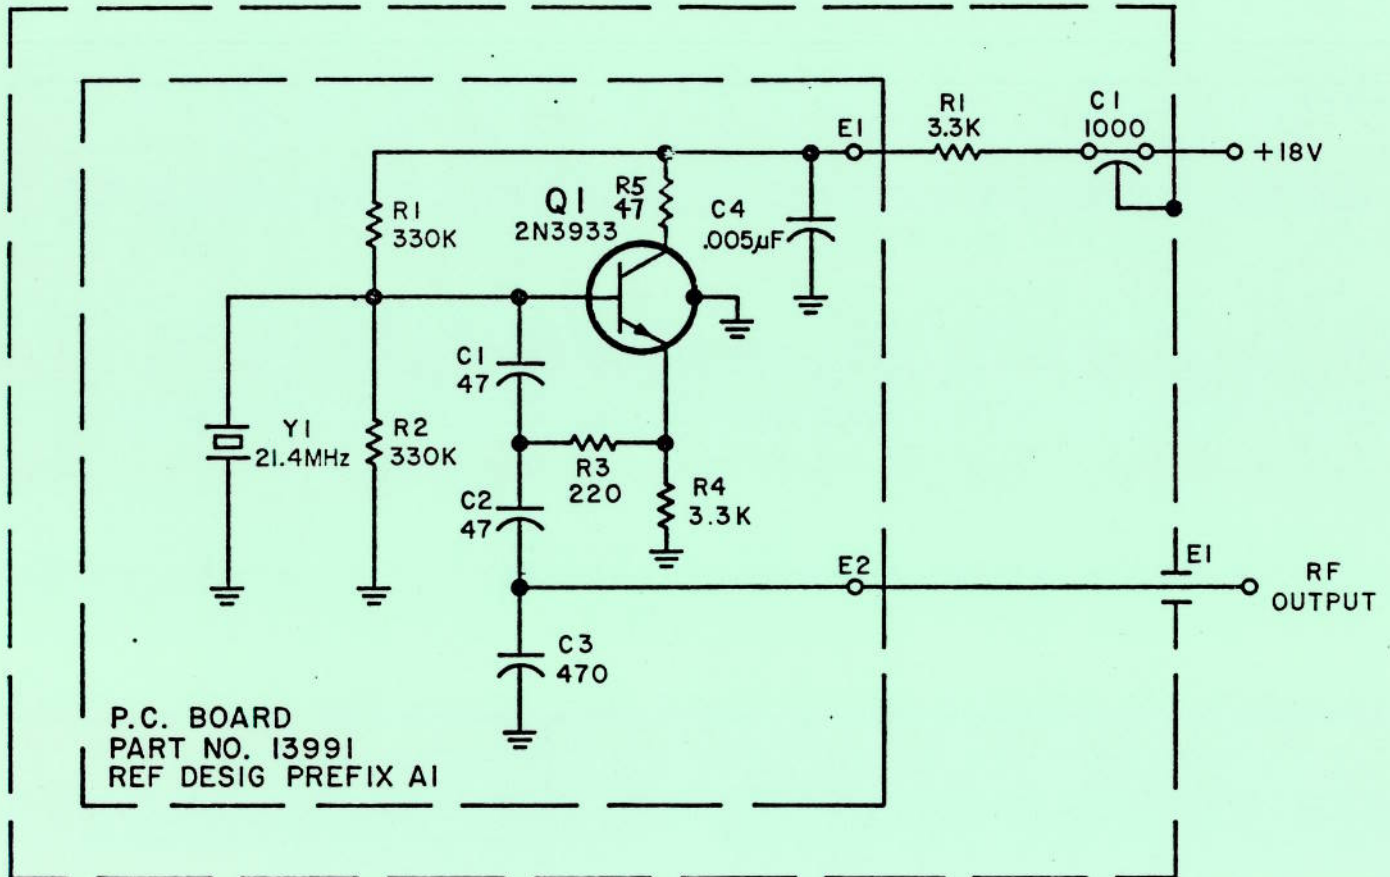 R1
3.3K
C1
1000
E1
+18V
R1
330K
Q1
2N3933
R5
47
C4
.005µF
C1
47
Y1
21.4MHz
R2
330K
R3
220
R4
3.3K
C2
47
E2
E1
RF
OUTPUT
C3
470
P.C. BOARD
PART NO. 13991
REF DESIG PREFIX A1